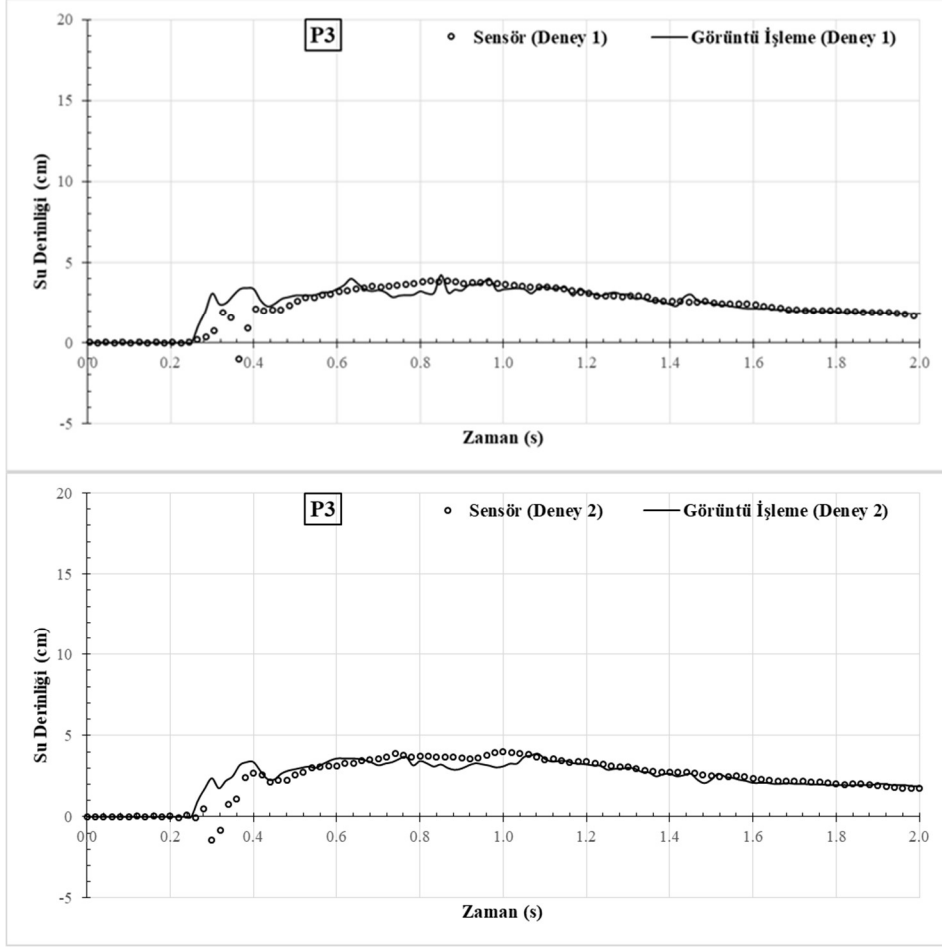 20
P3
Sensör (Deney 1) Görüntü İşleme (Deney 1)
15
10
5
0
-5
Su Derinliği (cm)
0.0 0.2 0.4 0.6 0.8 1.0 1.2 1.4 1.6 1.8 2.0
Zaman (s)
20
P3
Sensör (Deney 2) Görüntü İşleme (Deney 2)
15
10
5
0
-5
Su Derinliği (cm)
0.0 0.2 0.4 0.6 0.8 1.0 1.2 1.4 1.6 1.8 2.0
Zaman (s)